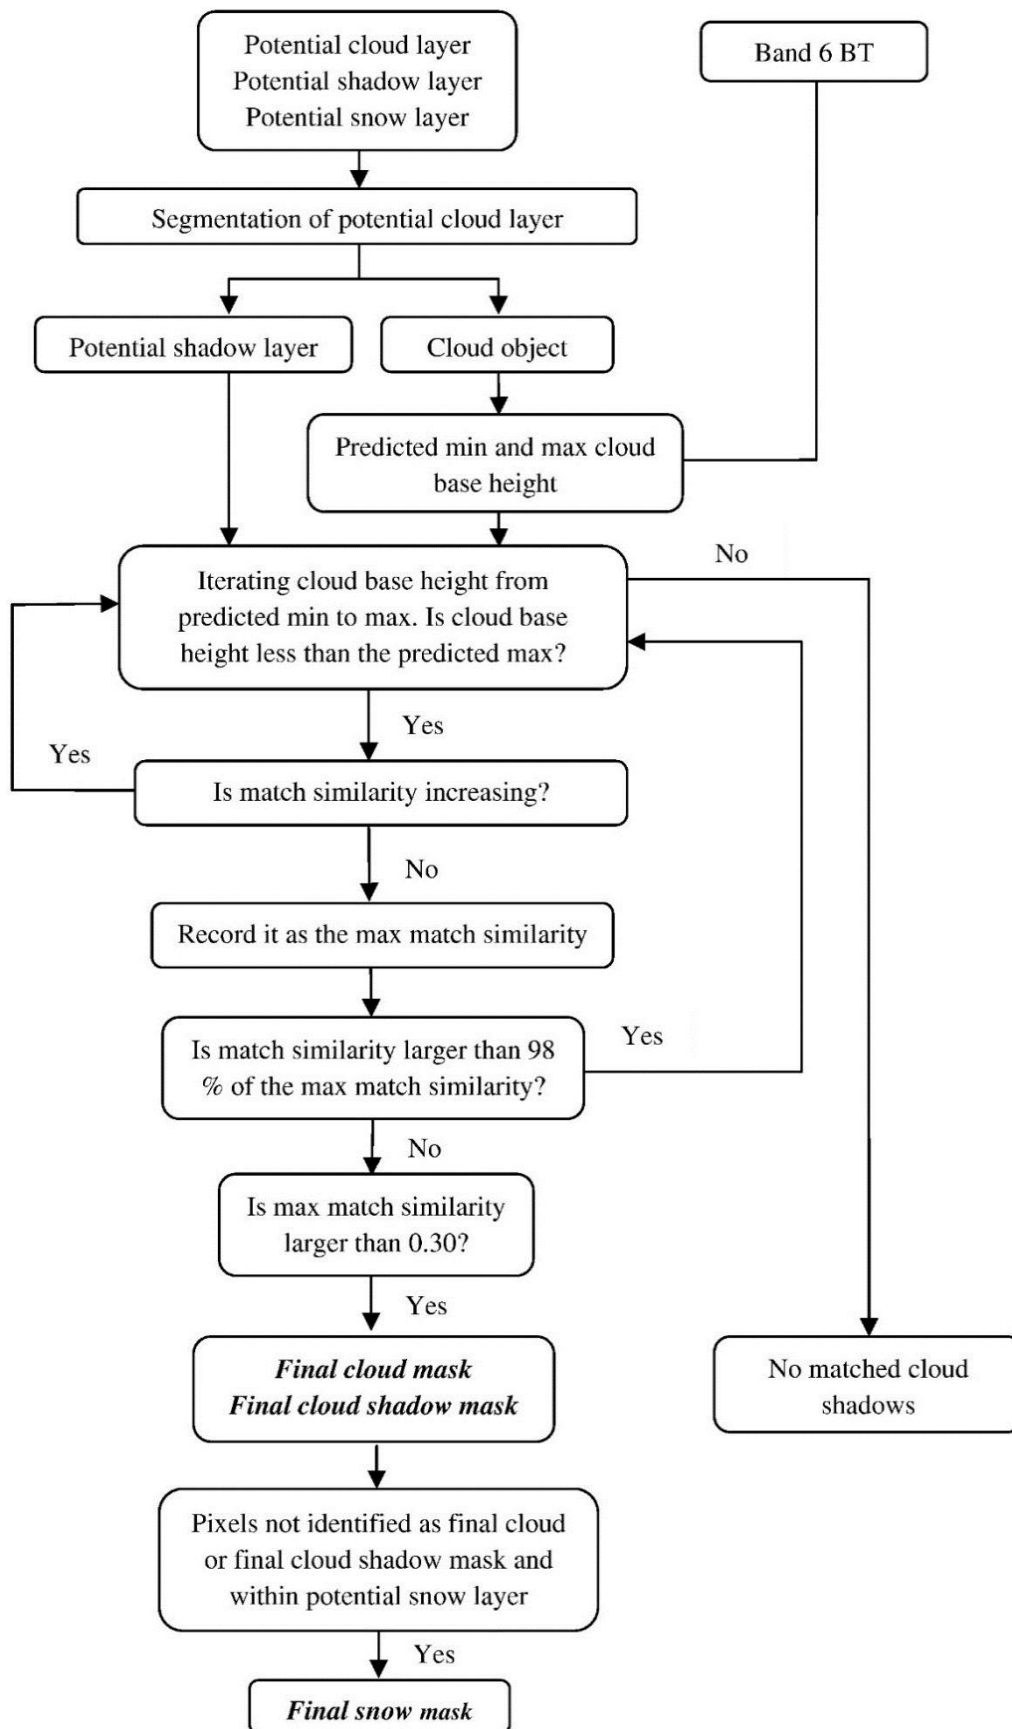 Potential cloud layer
Potential shadow layer
Potential snow layer
Band 6 BT
Segmentation of potential cloud layer
Potential shadow layer
Cloud object
Predicted min and max cloud
base height
Iterating cloud base height from
predicted min to max. Is cloud base
height less than the predicted max?
No
Yes
Yes
Is match similarity increasing?
No
Record it as the max match similarity
Is match similarity larger than 98
% of the max match similarity?
Yes
No
Is max match similarity
larger than 0.30?
Yes
Final cloud mask
Final cloud shadow mask
No matched cloud
shadows
Pixels not identified as final cloud
or final cloud shadow mask and
within potential snow layer
Yes
Final snow mask